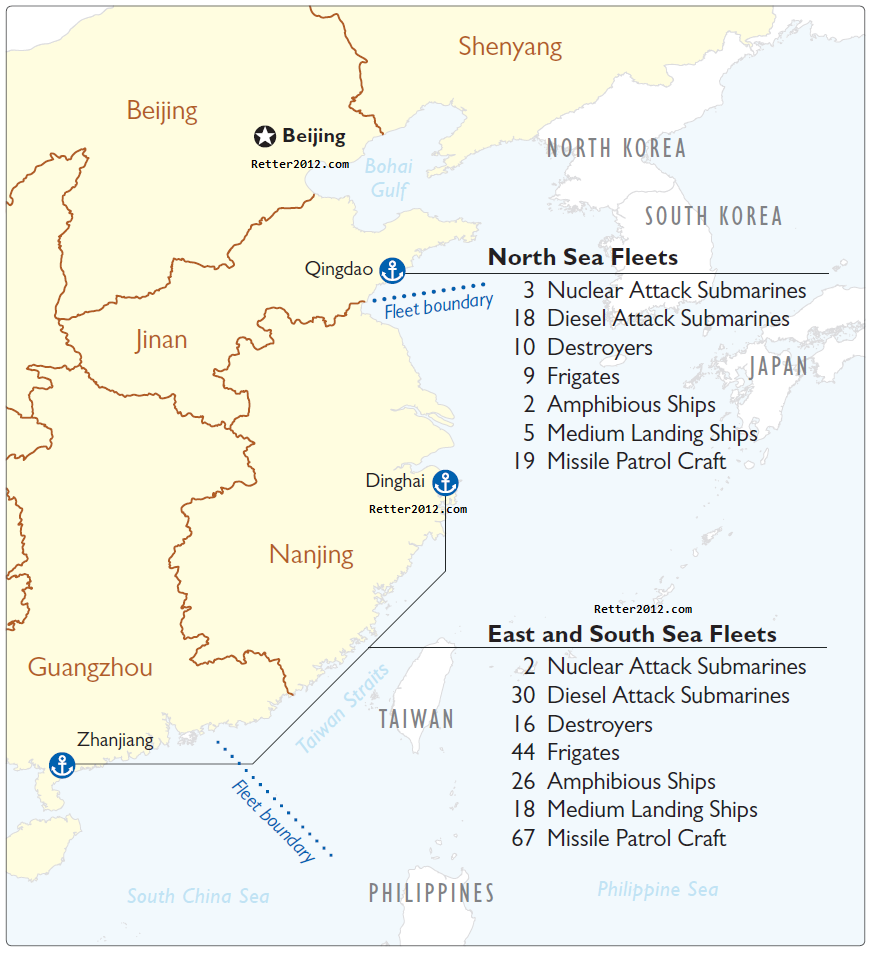 Shenyang
Beijing
Beijing
Retter2012.com
Bohai
Gulf
NORTH KOREA
SOUTH KOREA
Qingdao
North Sea Fleets
3 Nuclear Attack Submarines
18 Diesel Attack Submarines
10 Destroyers
9 Frigates
2 Amphibious Ships
5 Medium Landing Ships
19 Missile Patrol Craft
Fleet boundary
Jinan
JAPAN
Dinghai
Retter2012.com
Nanjing
Retter2012.com
East and South Sea Fleets
2 Nuclear Attack Submarines
30 Diesel Attack Submarines
16 Destroyers
44 Frigates
26 Amphibious Ships
18 Medium Landing Ships
67 Missile Patrol Craft
Guangzhou
Taiwan Straits
TAIWAN
Zhanjiang
Fleet boundary
South China Sea
PHILIPPINES
Philippine Sea